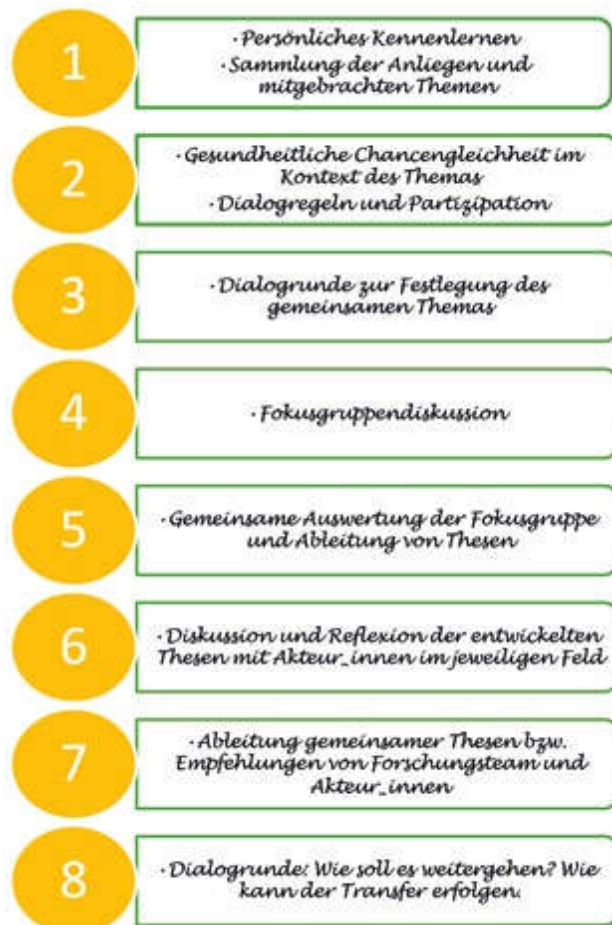 1
· Persönliches Kennenlernen
· Sammlung der Anliegen und
mitgebrachten Themen
2
· Gesundheitliche Chancengleichheit im
Kontext des Themas
· Dialogregeln und Partizipation
3
· Dialogrunde zur Festlegung des
gemeinsamen Themas
4
· Fokusgruppendiskussion
5
· Gemeinsame Auswertung der Fokusgruppe
und Ableitung von Thesen
6
· Diskussion und Reflexion der entwickelten
Thesen mit Akteur_innen im jeweiligen Feld
7
· Ableitung gemeinsamer Thesen bzw.
Empfehlungen von Forschungsteam und
Akteur_innen
8
· Dialogrunde: Wie soll es weitergehen? Wie
kann der Transfer erfolgen.